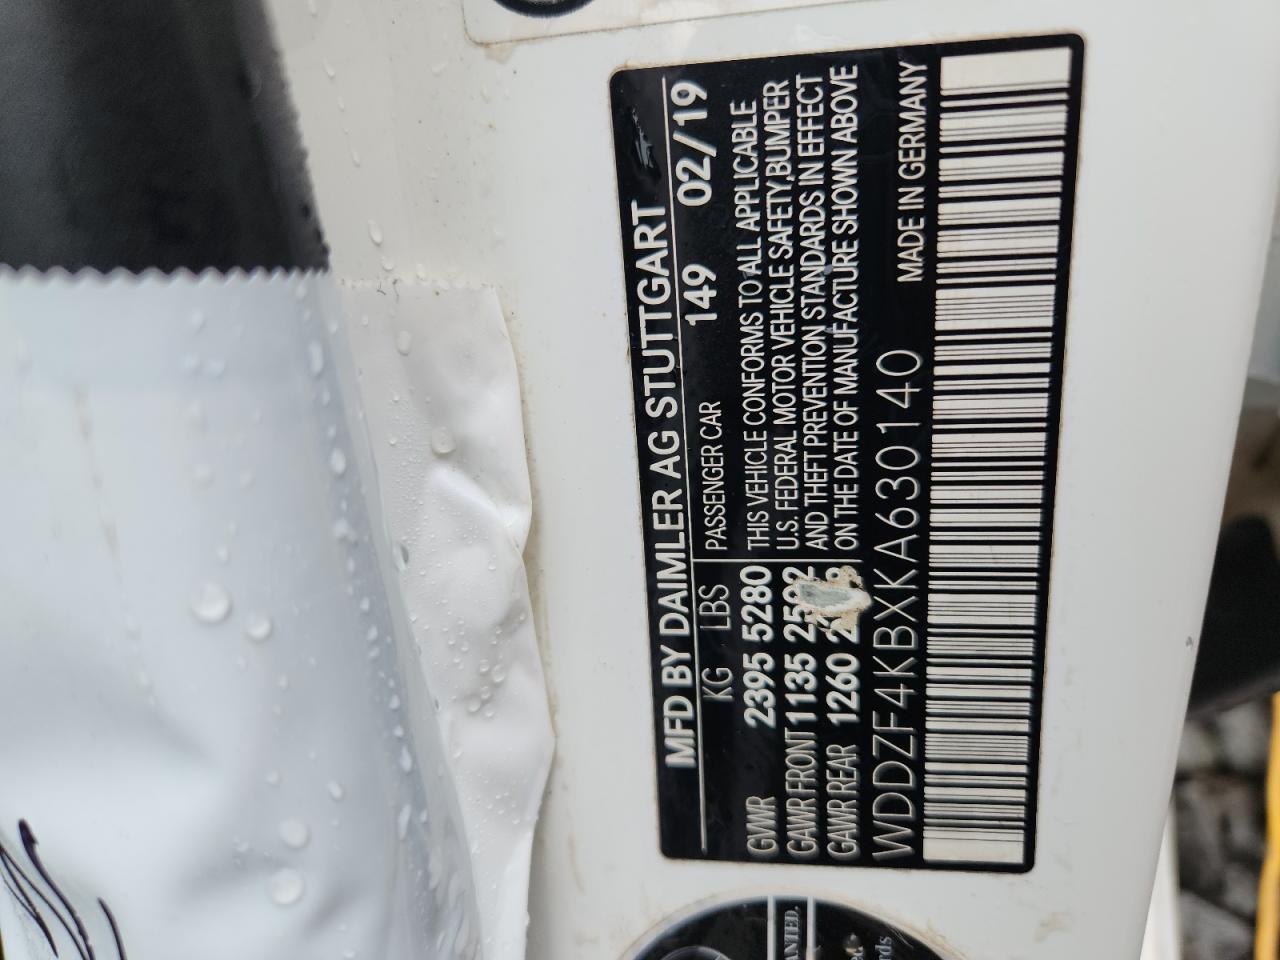 MFD BY DAIMLER AG STUTTGART
149 02/19
KG LBS PASSENGER CAR
GVWR 2395 5280
GAWR FRONT 1135
GAWR REAR 1260
THIS VEHICLE CONFORMS TO ALL APPLICABLE
U.S. FEDERAL MOTOR VEHICLE SAFETY,BUMPER
AND THEFT PREVENTION STANDARDS IN EFFECT
ON THE DATE OF MANUFACTURE SHOWN ABOVE
WDDZF4KBXKA630140 MADE IN GERMANY